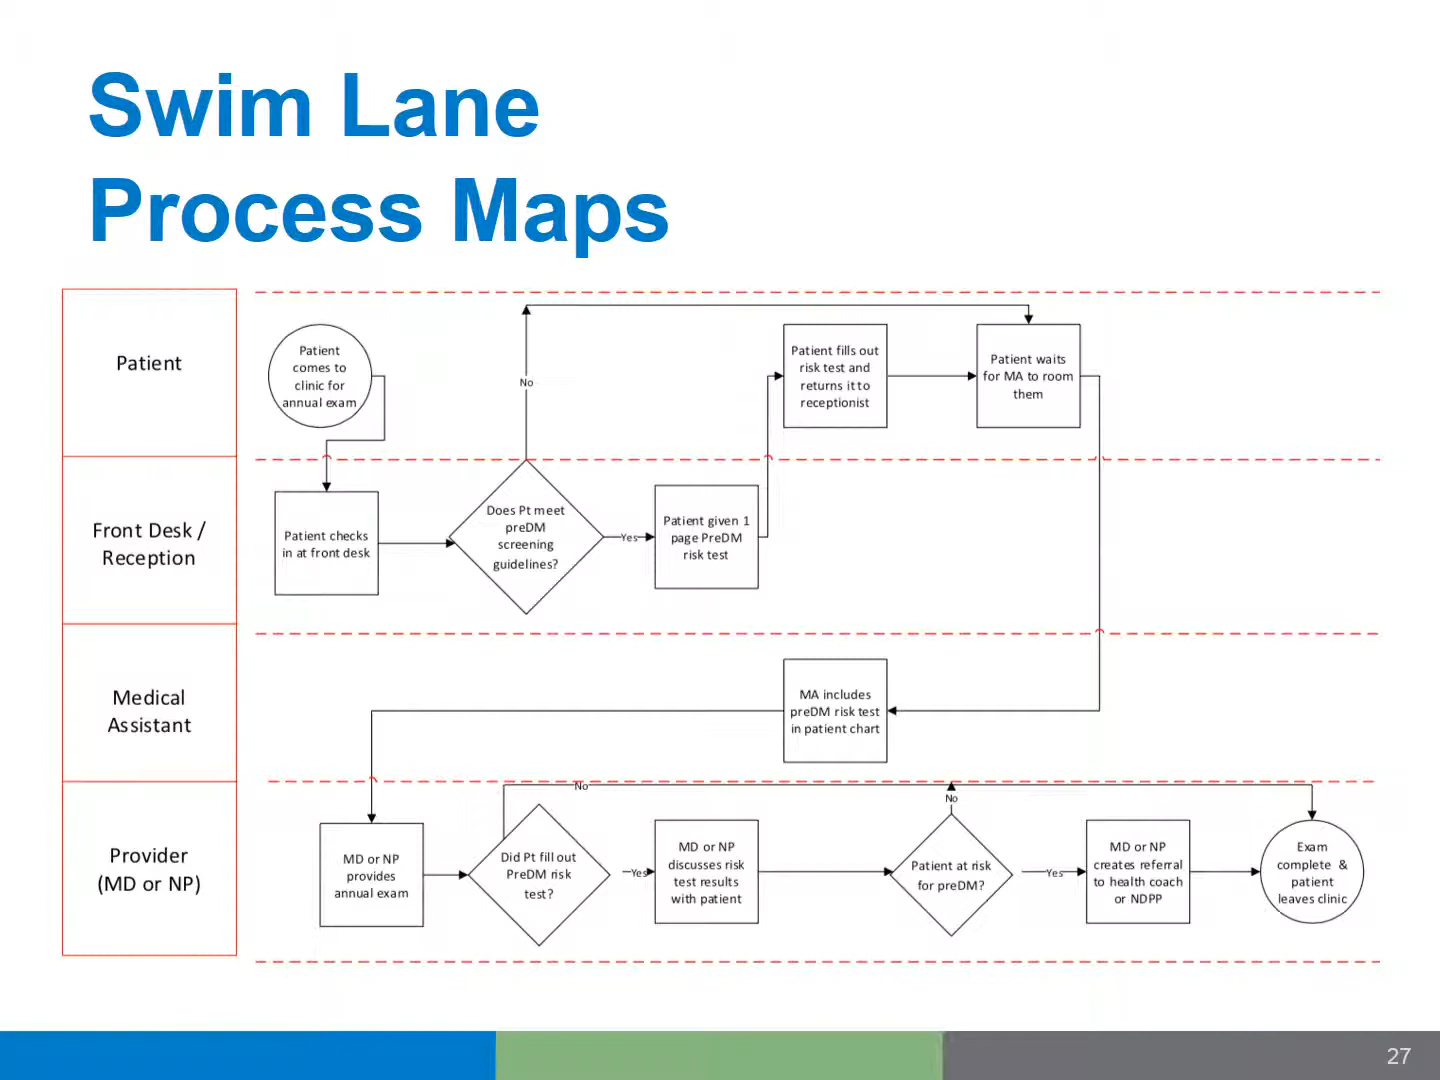 Swim Lane
Process Maps
Patient
Patient
comes to
clinic for
annual exam
No
Patient fills out
risk test and
returns it to
receptionist
Patient waits
for MA to room
them
Front Desk /
Reception
Patient checks
in at front desk
Does Pt meet
preDM
screening
guidelines?
Yes
Patient given 1
page PreDM
risk test
Medical
Assistant
MA includes
preDM risk test
in patient chart
Provider
(MD or NP)
MD or NP
provides
annual exam
No
Did Pt fill out
PreDM risk
test?
Yes
MD or NP
discusses risk
test results
with patient
No
Patient at risk
for preDM?
Yes
MD or NP
creates referral
to health coach
or NDPP
Exam
complete &
patient
leaves clinic
27